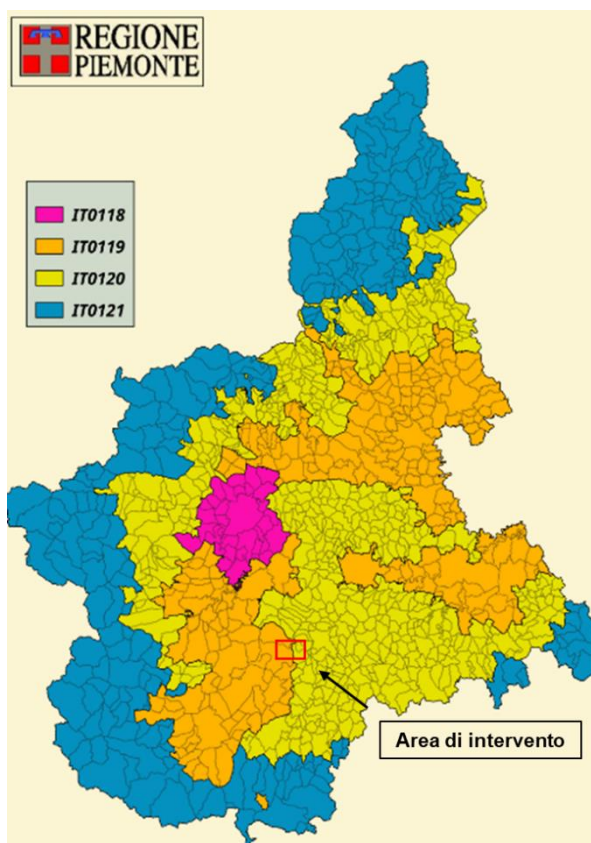 REGIONE
PIEMONTE
IT0118
IT0119
IT0120
IT0121
Area di intervento